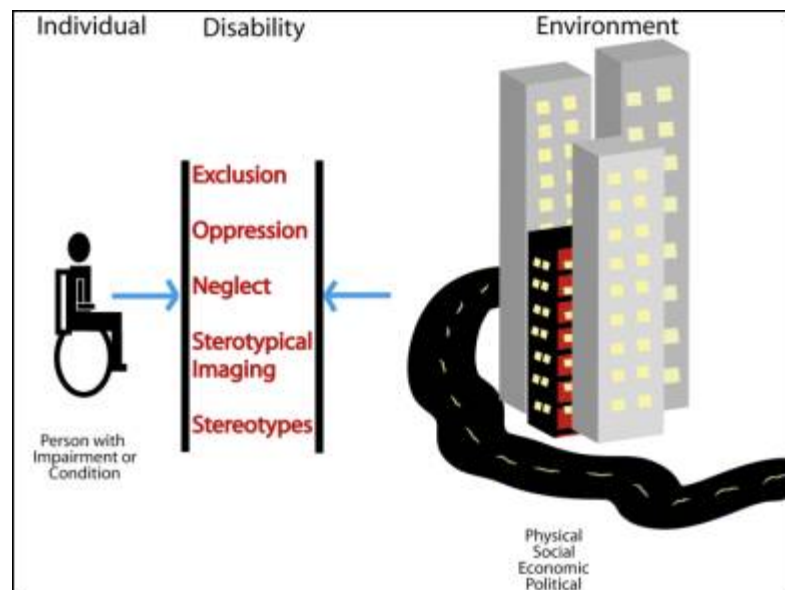 Individual
Disability
Environment
Exclusion
Oppression
Neglect
Sterotypical
Imaging
Stereotypes
Person with
Impairment or
Condition
Physical
Social
Economic
Political